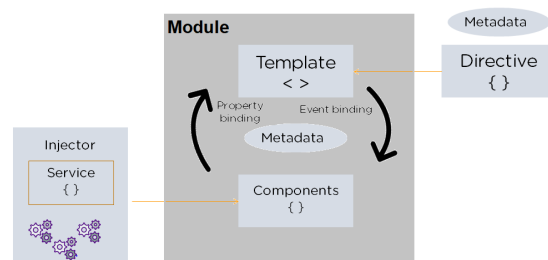 Metadata
Module
Template
< >
Directive
{ }
Property
binding
Event binding
Metadata
Injector
Service
{ }
Components
{ }